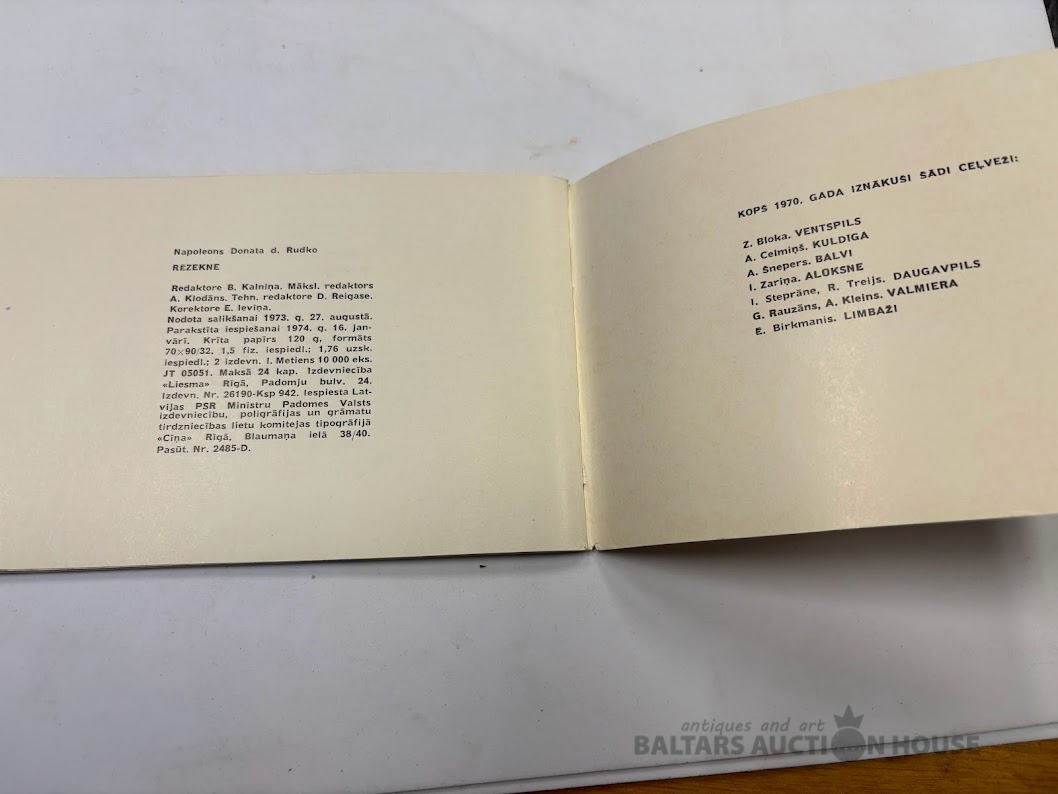 Napoleons Donata d. Rudko
RĒZEKNE
Redaktore B. Kalniņa. Māksl. redaktors
A. Klodāns. Tehn. redaktore D. Reigase.
Korektore E. Ieviņa.
Nodota salikšanai 1973. g. 27. augustā.
Parakstīta iespiešanai 1974. g. 16. jan-
vārī. Krīta papīrs 120 g, formāts
70×90/32. 1,5 fiz. iespiedl.; 1,76 uzsk.
iespiedl.; 2 izdevn. l. Metiens 10 000 eks.
JT 05051. Maksā 24 kap. Izdevniecība
«Liesma» Rīgā, Padomju bulv. 24.
Izdevn. Nr. 26190-Ksp 942. Iespiesta Lat-
vijas PSR Ministru Padomes Valsts
izdevniecību, poligrāfijas un grāmatu
tirdzniecības lietu komitejas tipogrāfijā
«Cīņa» Rīgā, Blaumaņa ielā 38/40.
Pasūt. Nr. 2485-D.
KOPŠ 1970. GADA IZNĀKUŠI ŠĀDI CEĻVEŽI:
Z. Bloka. VENTSPILS
A. Celmiņš. KULDĪGA
A. Šnepers. BALVI
I. Zariņa. ALŪKSNE
I. Steprāne, R. Treijs. DAUGAVPILS
G. Rauzāns, A. Kleins. VALMIERA
E. Birkmanis. LIMBAŽI
antiques and art
BALTARS AUCTION HOUSE